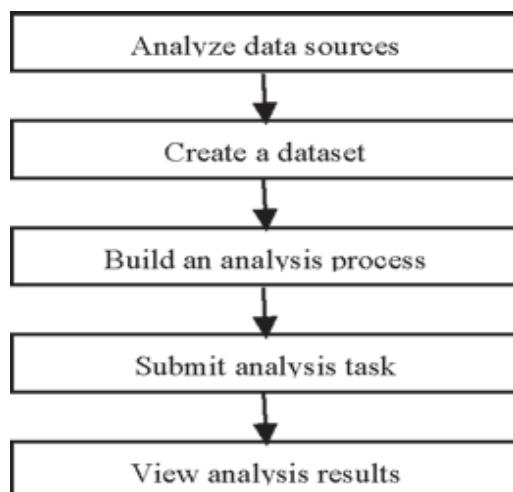 Analyze data sources
Create a dataset
Build an analysis process
Submit analysis task
View analysis results